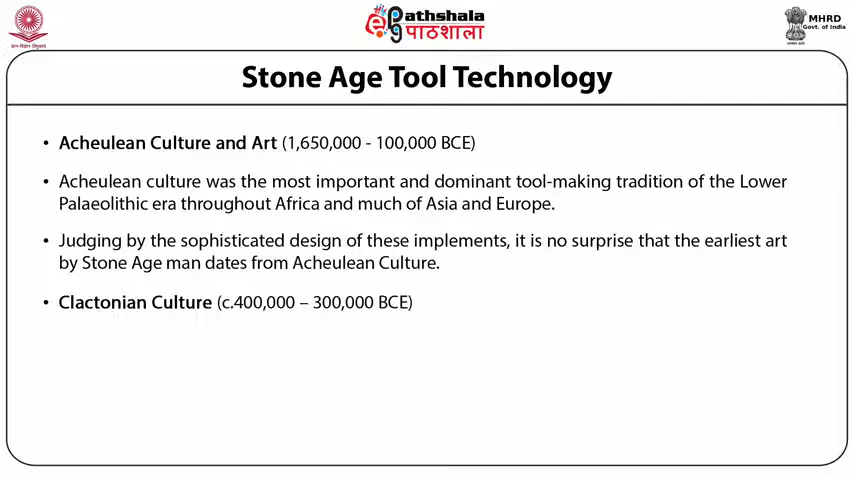 ePathshala
पाठशाला
MHRD
Govt. of India
Stone Age Tool Technology
• Acheulean Culture and Art (1,650,000 - 100,000 BCE)
• Acheulean culture was the most important and dominant tool-making tradition of the Lower
Palaeolithic era throughout Africa and much of Asia and Europe.
• Judging by the sophisticated design of these implements, it is no surprise that the earliest art
by Stone Age man dates from Acheulean Culture.
• Clactonian Culture (c.400,000 – 300,000 BCE)